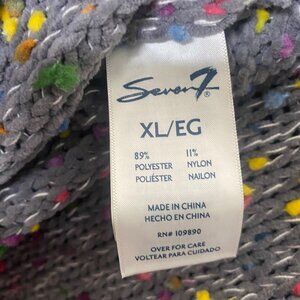 Seven7®
XL/EG
89% 11%
POLYESTER NYLON
POLIÉSTER NAILON
MADE IN CHINA
HECHO EN CHINA
RN# 109890
OVER FOR CARE
VOLTEAR PARA CUIDADO